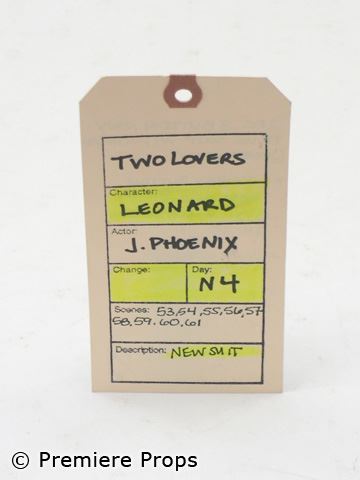 TWO LOVERS
Character:
LEONARD
Actor:
J. PHOENIX
Change: Day:
N4
Scenes: 53,54,55,56,57
58,59.60,61
Description: NEW SUIT
© Premiere Props